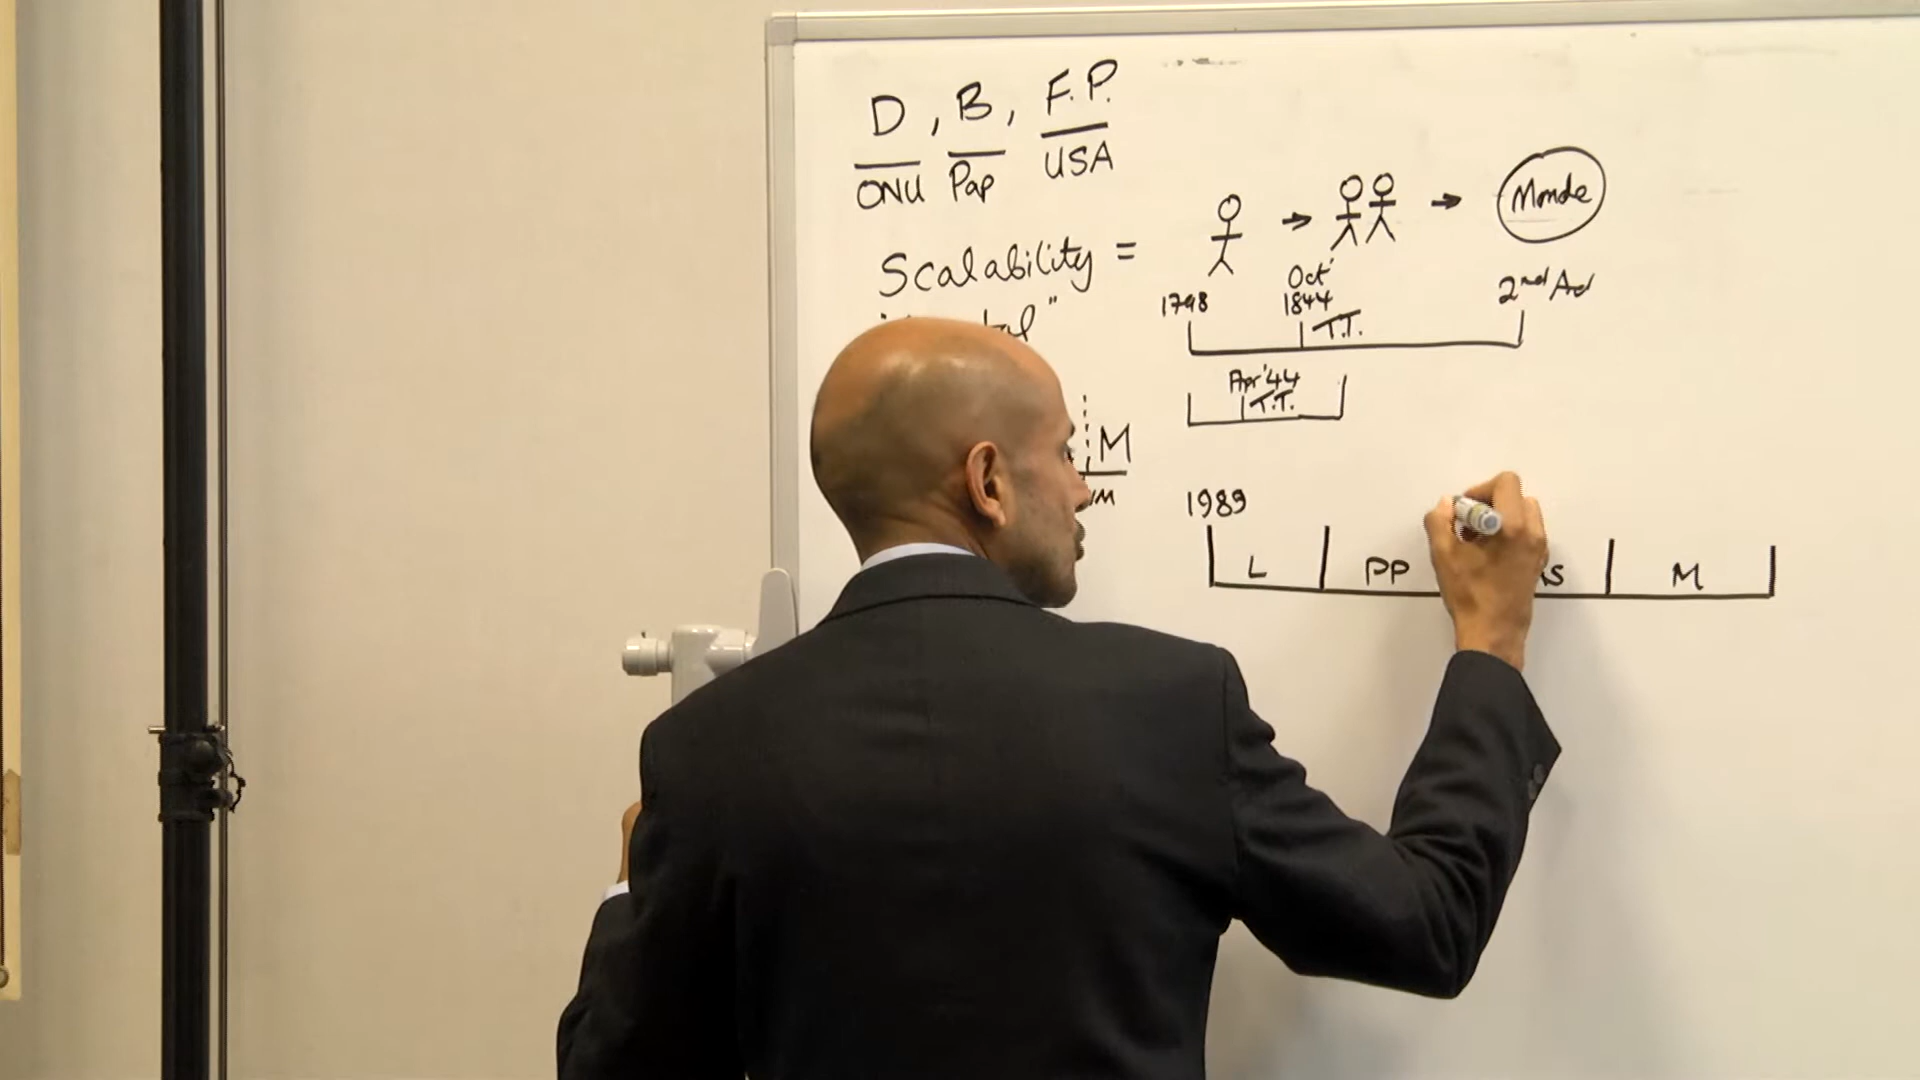 D, B, F.P.
ONU Pap USA
Scalability =
Monde
1798
Oct' 1844
T.T.
2nd Ad
Apr '44
T.T.
M
1989
L PP M